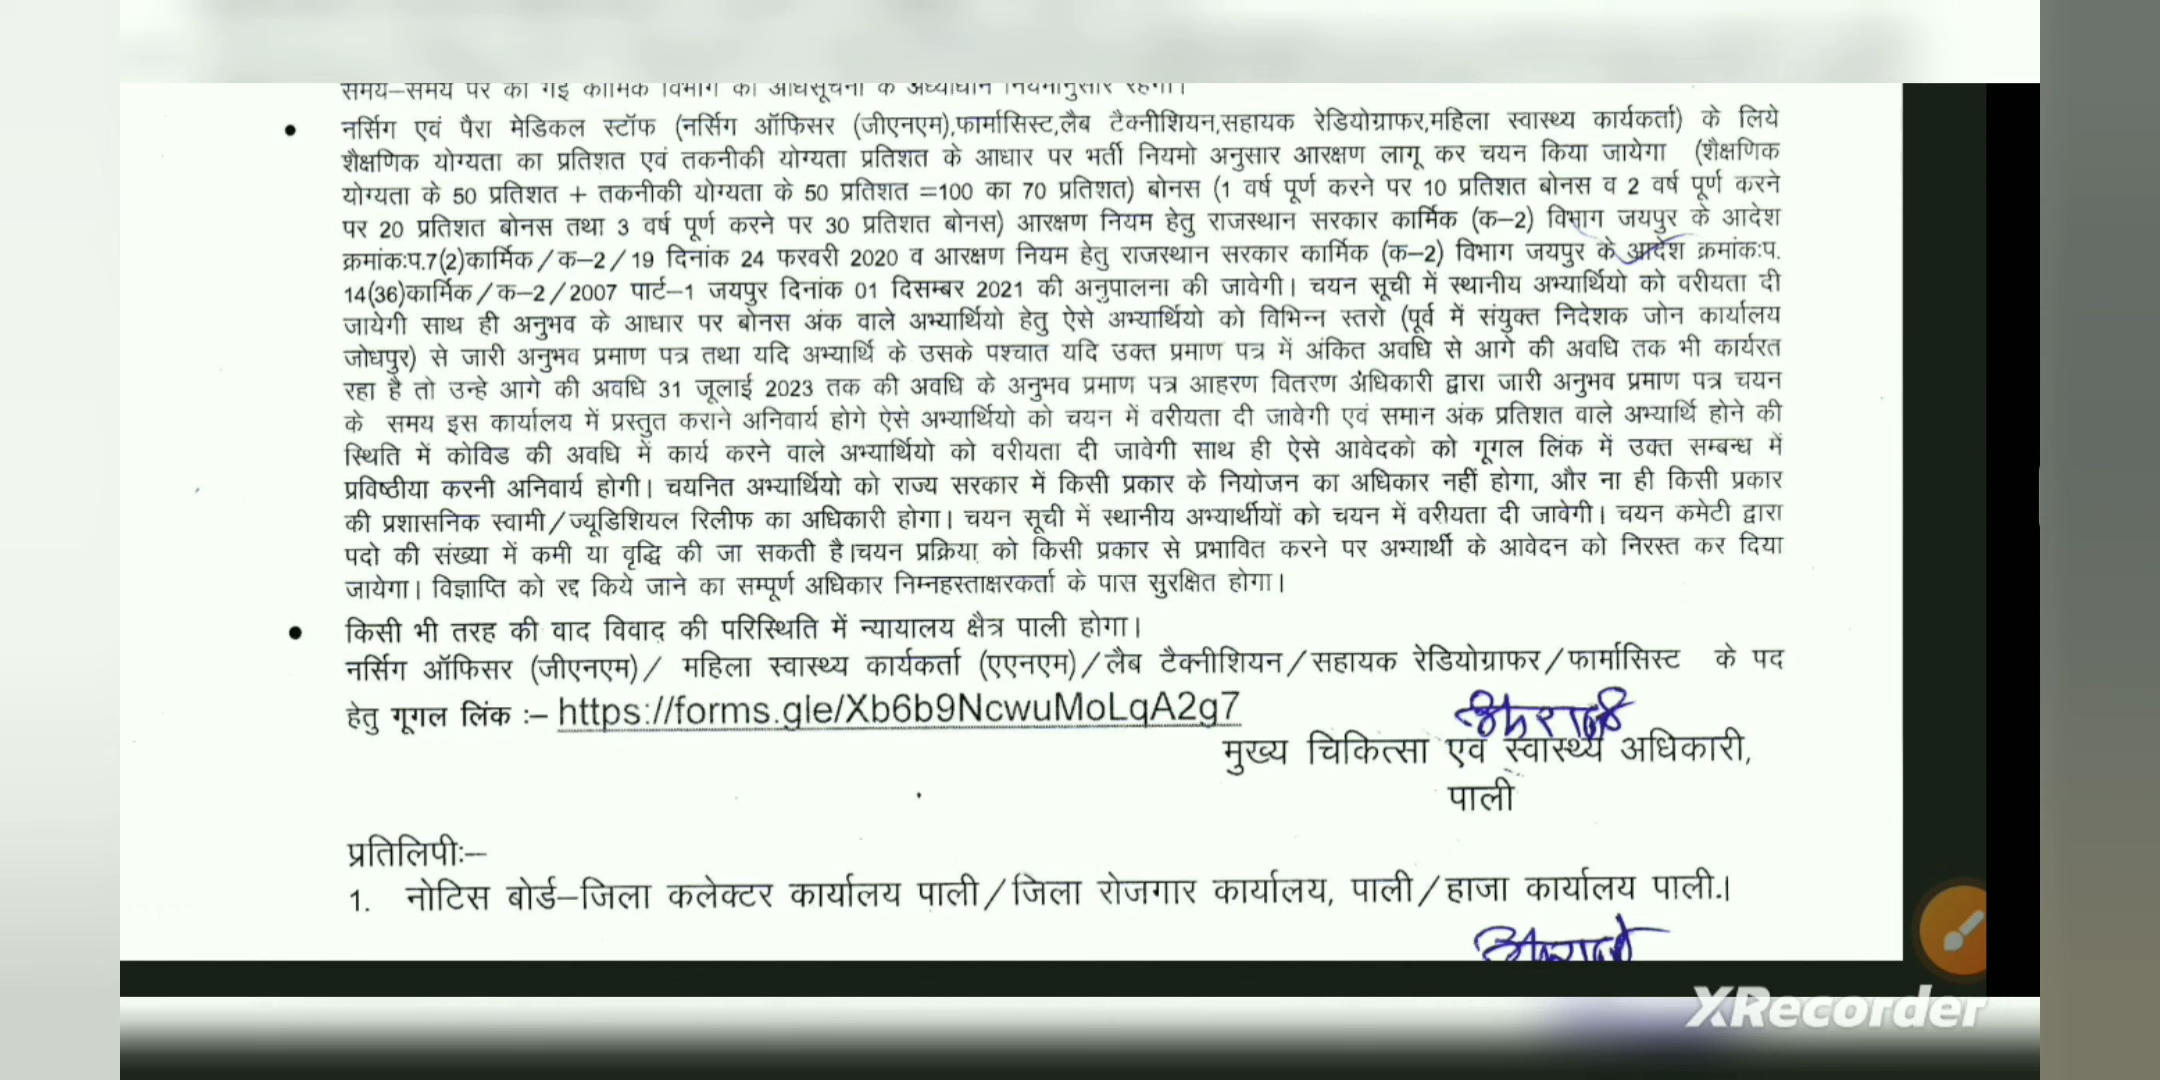 समय–समय पर की गई कार्मिक विभाग की अधिसूचना के अध्याधीन नियमानुसार रहेगी।
● नर्सिग एवं पैरा मेडिकल स्टॉफ (नर्सिग ऑफिसर (जीएनएम),फार्मासिस्ट,लैब टैक्नीशियन,सहायक रेडियोग्राफर,महिला स्वास्थ्य कार्यकर्ता) के लिये
शैक्षणिक योग्यता का प्रतिशत एवं तकनीकी योग्यता प्रतिशत के आधार पर भर्ती नियमो अनुसार आरक्षण लागू कर चयन किया जायेगा (शैक्षणिक
योग्यता के 50 प्रतिशत + तकनीकी योग्यता के 50 प्रतिशत =100 का 70 प्रतिशत) बोनस (1 वर्ष पूर्ण करने पर 10 प्रतिशत बोनस व 2 वर्ष पूर्ण करने
पर 20 प्रतिशत बोनस तथा 3 वर्ष पूर्ण करने पर 30 प्रतिशत बोनस) आरक्षण नियम हेतु राजस्थान सरकार कार्मिक (क–2) विभाग जयपुर के आदेश
क्रमांकःप.7(2)कार्मिक/क–2/19 दिनांक 24 फरवरी 2020 व आरक्षण नियम हेतु राजस्थान सरकार कार्मिक (क–2) विभाग जयपुर के आदेश क्रमांकःप.
14(36)कार्मिक/क–2/2007 पार्ट–1 जयपुर दिनांक 01 दिसम्बर 2021 की अनुपालना की जावेगी। चयन सूची में स्थानीय अभ्यार्थियो को वरीयता दी
जायेगी साथ ही अनुभव के आधार पर बोनस अंक वाले अभ्यार्थियो हेतु ऐसे अभ्यार्थियो को विभिन्न स्तरो (पूर्व में संयुक्त निदेशक जोन कार्यालय
जोधपुर) से जारी अनुभव प्रमाण पत्र तथा यदि अभ्यार्थि के उसके पश्चात यदि उक्त प्रमाण पत्र में अंकित अवधि से आगे की अवधि तक भी कार्यरत
रहा है तो उन्हे आगे की अवधि 31 जूलाई 2023 तक की अवधि के अनुभव प्रमाण पत्र आहरण वितरण अधिकारी द्वारा जारी अनुभव प्रमाण पत्र चयन
के समय इस कार्यालय में प्रस्तुत कराने अनिवार्य होगे ऐसे अभ्यार्थियो को चयन में वरीयता दी जावेगी एवं समान अंक प्रतिशत वाले अभ्यार्थि होने की
स्थिति में कोविड की अवधि में कार्य करने वाले अभ्यार्थियो को वरीयता दी जावेगी साथ ही ऐसे आवेदको को गूगल लिंक में उक्त सम्बन्ध में
प्रविष्ठीया करनी अनिवार्य होगी। चयनित अभ्यार्थियो को राज्य सरकार में किसी प्रकार के नियोजन का अधिकार नहीं होगा, और ना ही किसी प्रकार
की प्रशासनिक स्वामी/ज्यूडिशियल रिलीफ का अधिकारी होगा। चयन सूची में स्थानीय अभ्यार्थीयों को चयन में वरीयता दी जावेगी। चयन कमेटी द्वारा
पदो की संख्या में कमी या वृद्धि की जा सकती है।चयन प्रक्रिया को किसी प्रकार से प्रभावित करने पर अभ्यार्थी के आवेदन को निरस्त कर दिया
जायेगा। विज्ञाप्ति को रद्द किये जाने का सम्पूर्ण अधिकार निम्नहस्ताक्षरकर्ता के पास सुरक्षित होगा।
● किसी भी तरह की वाद विवाद की परिस्थिति में न्यायालय क्षैत्र पाली होगा।
नर्सिग ऑफिसर (जीएनएम)/ महिला स्वास्थ्य कार्यकर्ता (एएनएम)/लैब टैक्नीशियन/सहायक रेडियोग्राफर/फार्मासिस्ट के पद
हेतु गूगल लिंक :– https://forms.gle/Xb6b9NcwuMoLqA2g7
मुख्य चिकित्सा एवं स्वास्थ्य अधिकारी,
पाली
प्रतिलिपीः–
1. नोटिस बोर्ड–जिला कलेक्टर कार्यालय पाली/जिला रोजगार कार्यालय, पाली/हाजा कार्यालय पाली.।
XRecorder